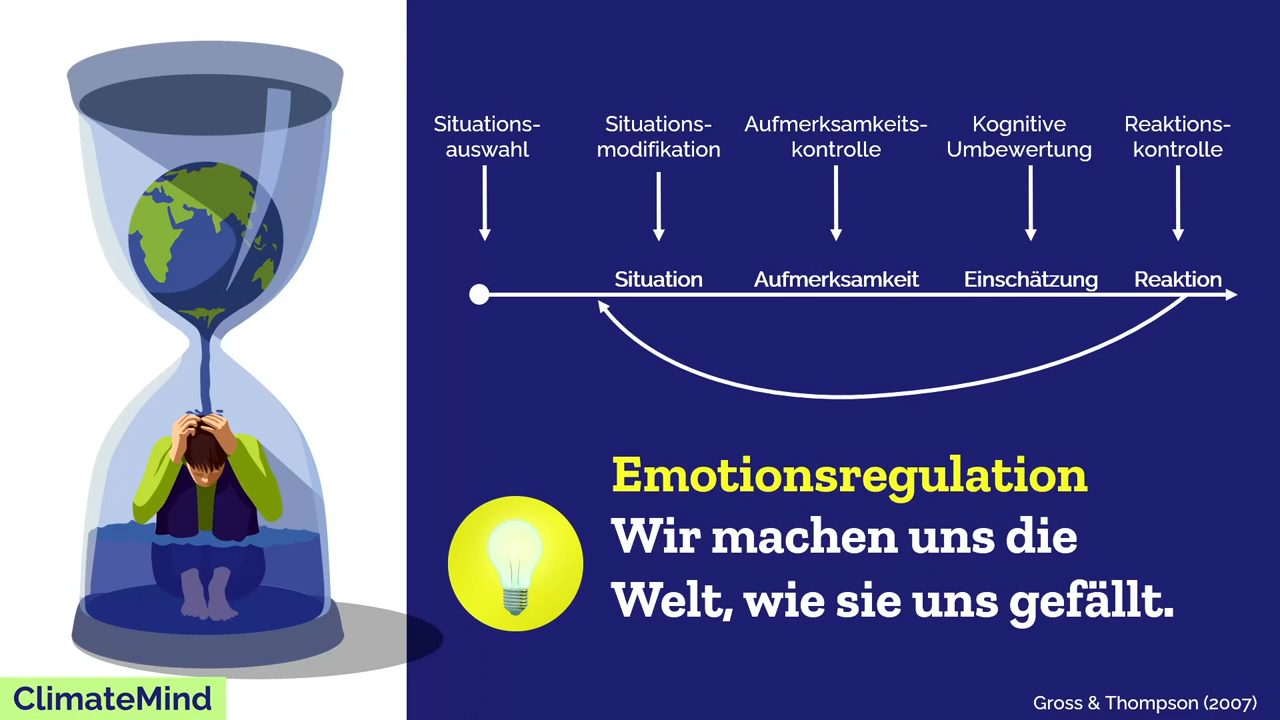 Situations-
auswahl
Situations-
modifikation
Aufmerksamkeits-
kontrolle
Kognitive
Umbewertung
Reaktions-
kontrolle
Situation
Aufmerksamkeit
Einschätzung
Reaktion
Emotionsregulation
Wir machen uns die
Welt, wie sie uns gefällt.
ClimateMind
Gross & Thompson (2007)